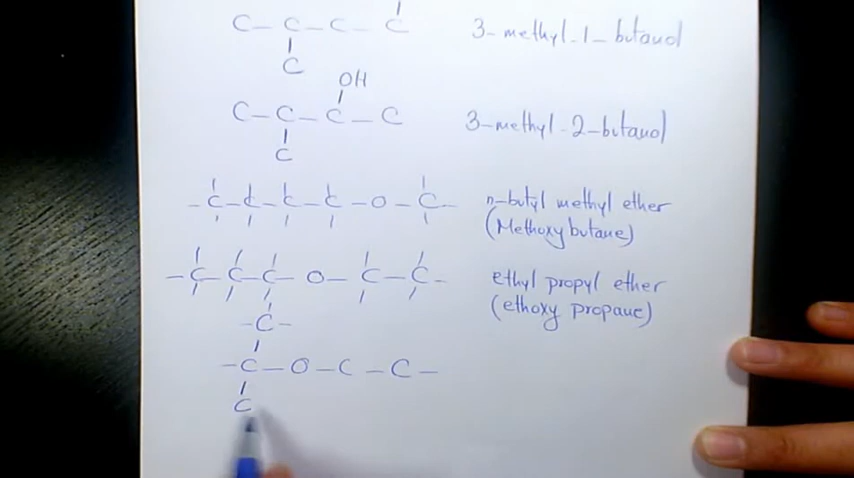 C-C-C-C 3-methyl-1-butanol
C
OH
C-C-C-C 3-methyl-2-butanol
C
-C-C-C-C-O-C- n-butyl methyl ether
(Methoxy butane)
-C-C-C-O-C-C- ethyl propyl ether
(ethoxy propane)
-C-
-C-O-C-C-
C